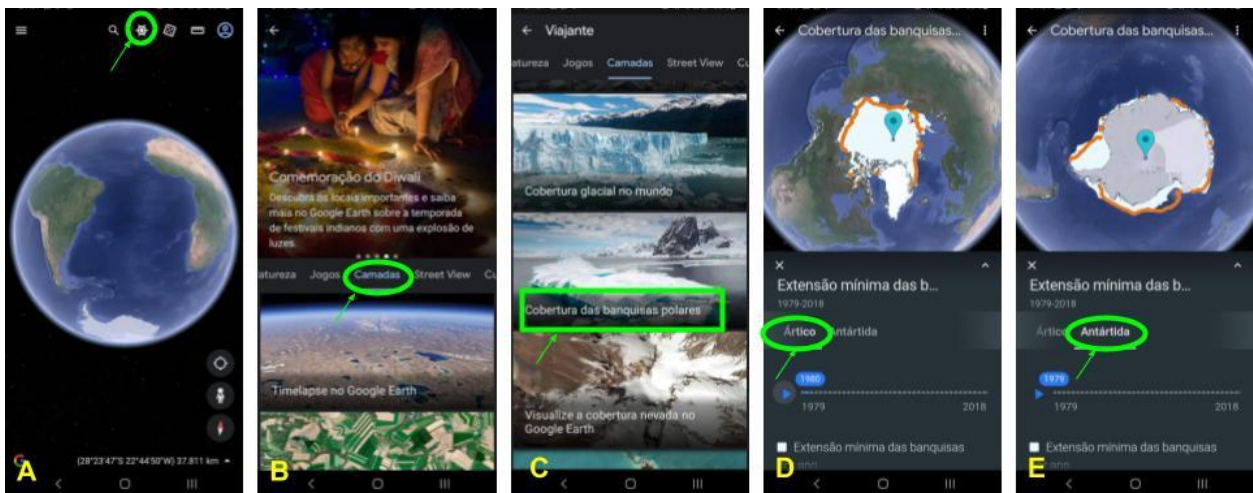 (28°23'47"S 22°44'50"W) 37.811 km
A
Comemoração do Diwali
Descubra os locais importantes e saiba
mais no Google Earth sobre a temporada
de festivais indianos com uma explosão de
luzes.
atureza Jogos Camadas Street View Cu
Timelapse no Google Earth
B
Viajante
atureza Jogos Camadas Street View Cu
Cobertura glacial no mundo
Cobertura das banquisas polares
Visualize a cobertura nevada no
Google Earth
C
Cobertura das banquisas...
Extensão mínima das b...
1979-2018
Ártico Antártida
1980
1979 2018
Extensão mínima das banquisas
D
Cobertura das banquisas...
Extensão mínima das b...
1979-2018
Ártico Antártida
1979
1979 2018
Extensão mínima das banquisas
E